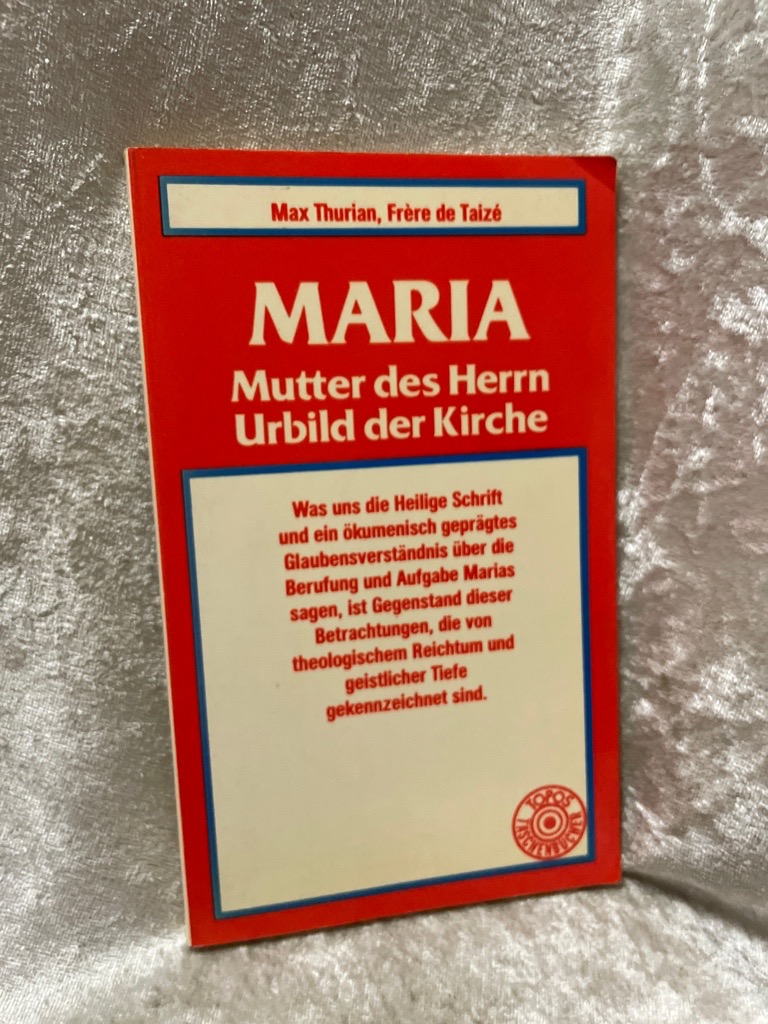 Max Thurian, Frère de Taizé
MARIA
Mutter des Herrn
Urbild der Kirche
Was uns die Heilige Schrift
und ein ökumenisch geprägtes
Glaubensverständnis über die
Berufung und Aufgabe Marias
sagen, ist Gegenstand dieser
Betrachtungen, die von
theologischem Reichtum und
geistlicher Tiefe
gekennzeichnet sind.
TOPOS
TASCHENBÜCHER